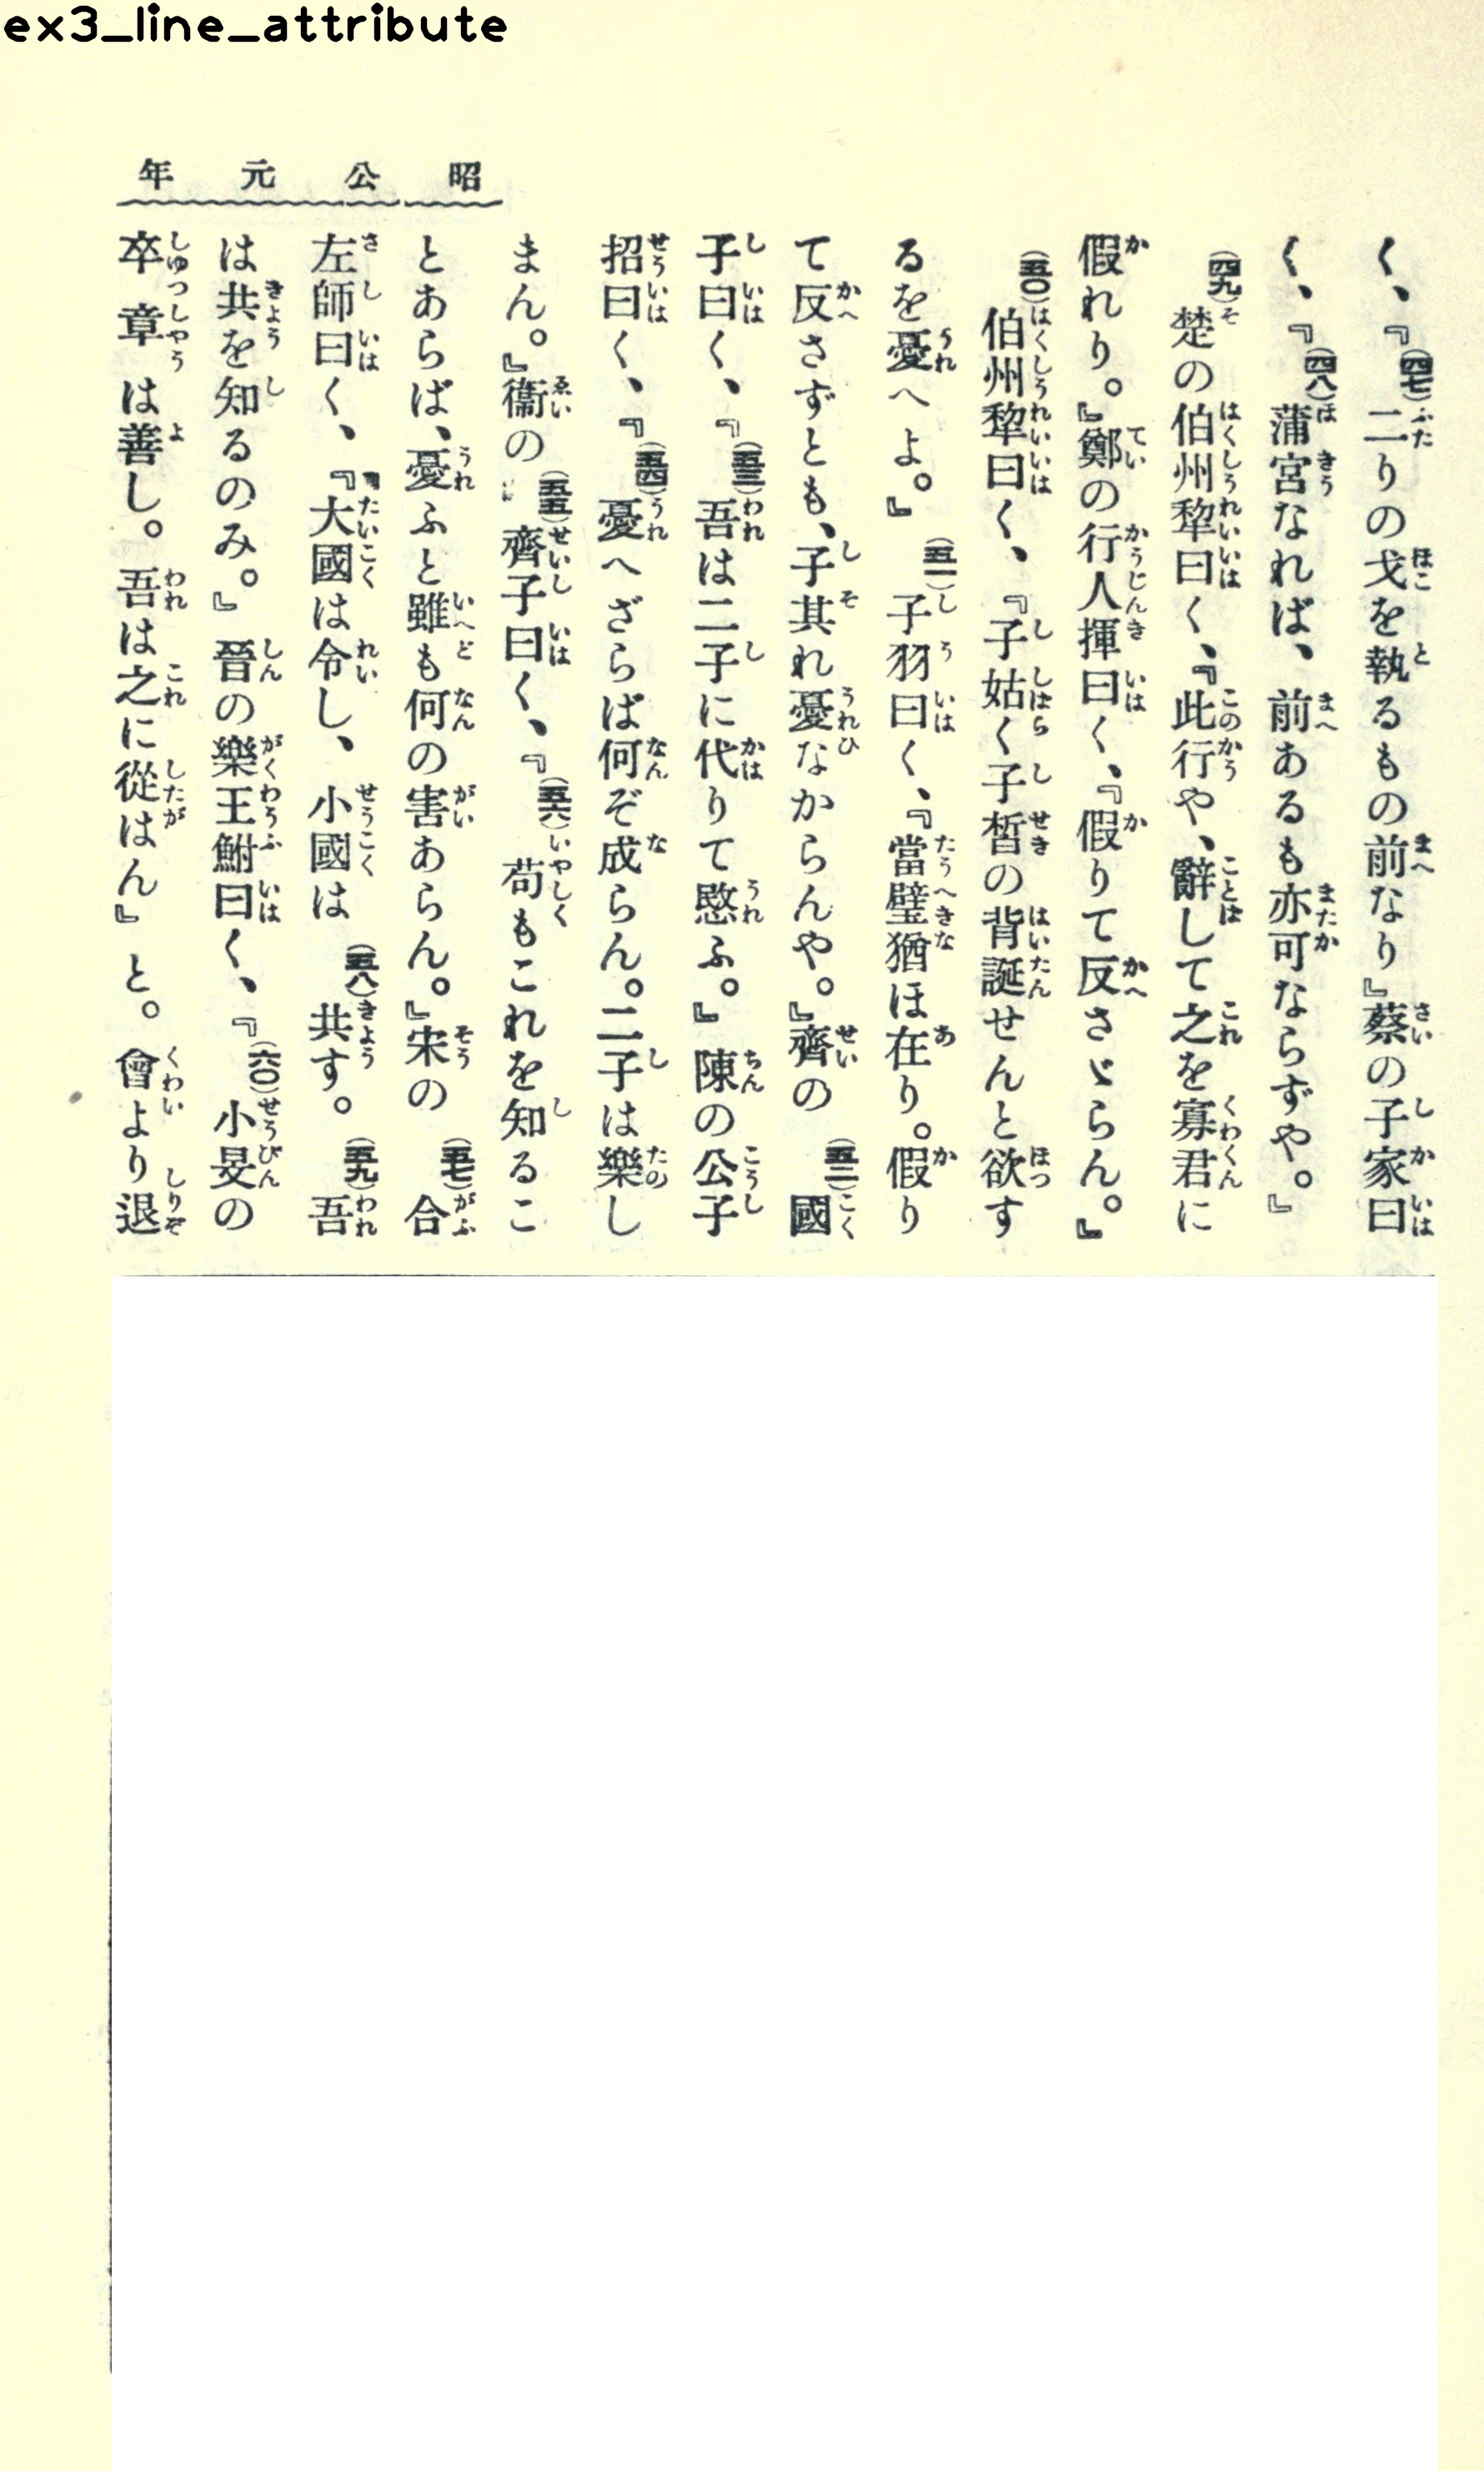 ex3_line_attribute
昭公元年
く、『(四七)二りの戈を執るもの前なり』蔡の子家曰
く、『(四八)蒲宮なれば、前あるも亦可ならずや。』
(四九)楚の伯州犂曰く、『此行や、辭して之を寡君に
假れり。』鄭の行人揮曰く、『假りて反さゞらん。』
(五〇)伯州犂曰く、『子姑く子皙の背誕せんと欲す
るを憂へよ。』(五一)子羽曰く、『當璧猶ほ在り。假り
て反さずとも、子其れ憂なからんや。』齊の(五二)國
子曰く、『(五三)吾は二子に代りて愍ふ。』陳の公子
招曰く、『(五四)憂へざらば何ぞ成らん。二子は樂し
まん。』衞の(五五)齊子曰く、『(五六)苟もこれを知るこ
とあらば、憂ふと雖も何の害あらん。』宋の(五七)合
左師曰く、『大國は令し、小國は(五八)共す。(五九)吾
は共を知るのみ。』晉の樂王鮒曰く、『(六〇)小旻の
卒章は善し。吾は之に從はん』と。會より退